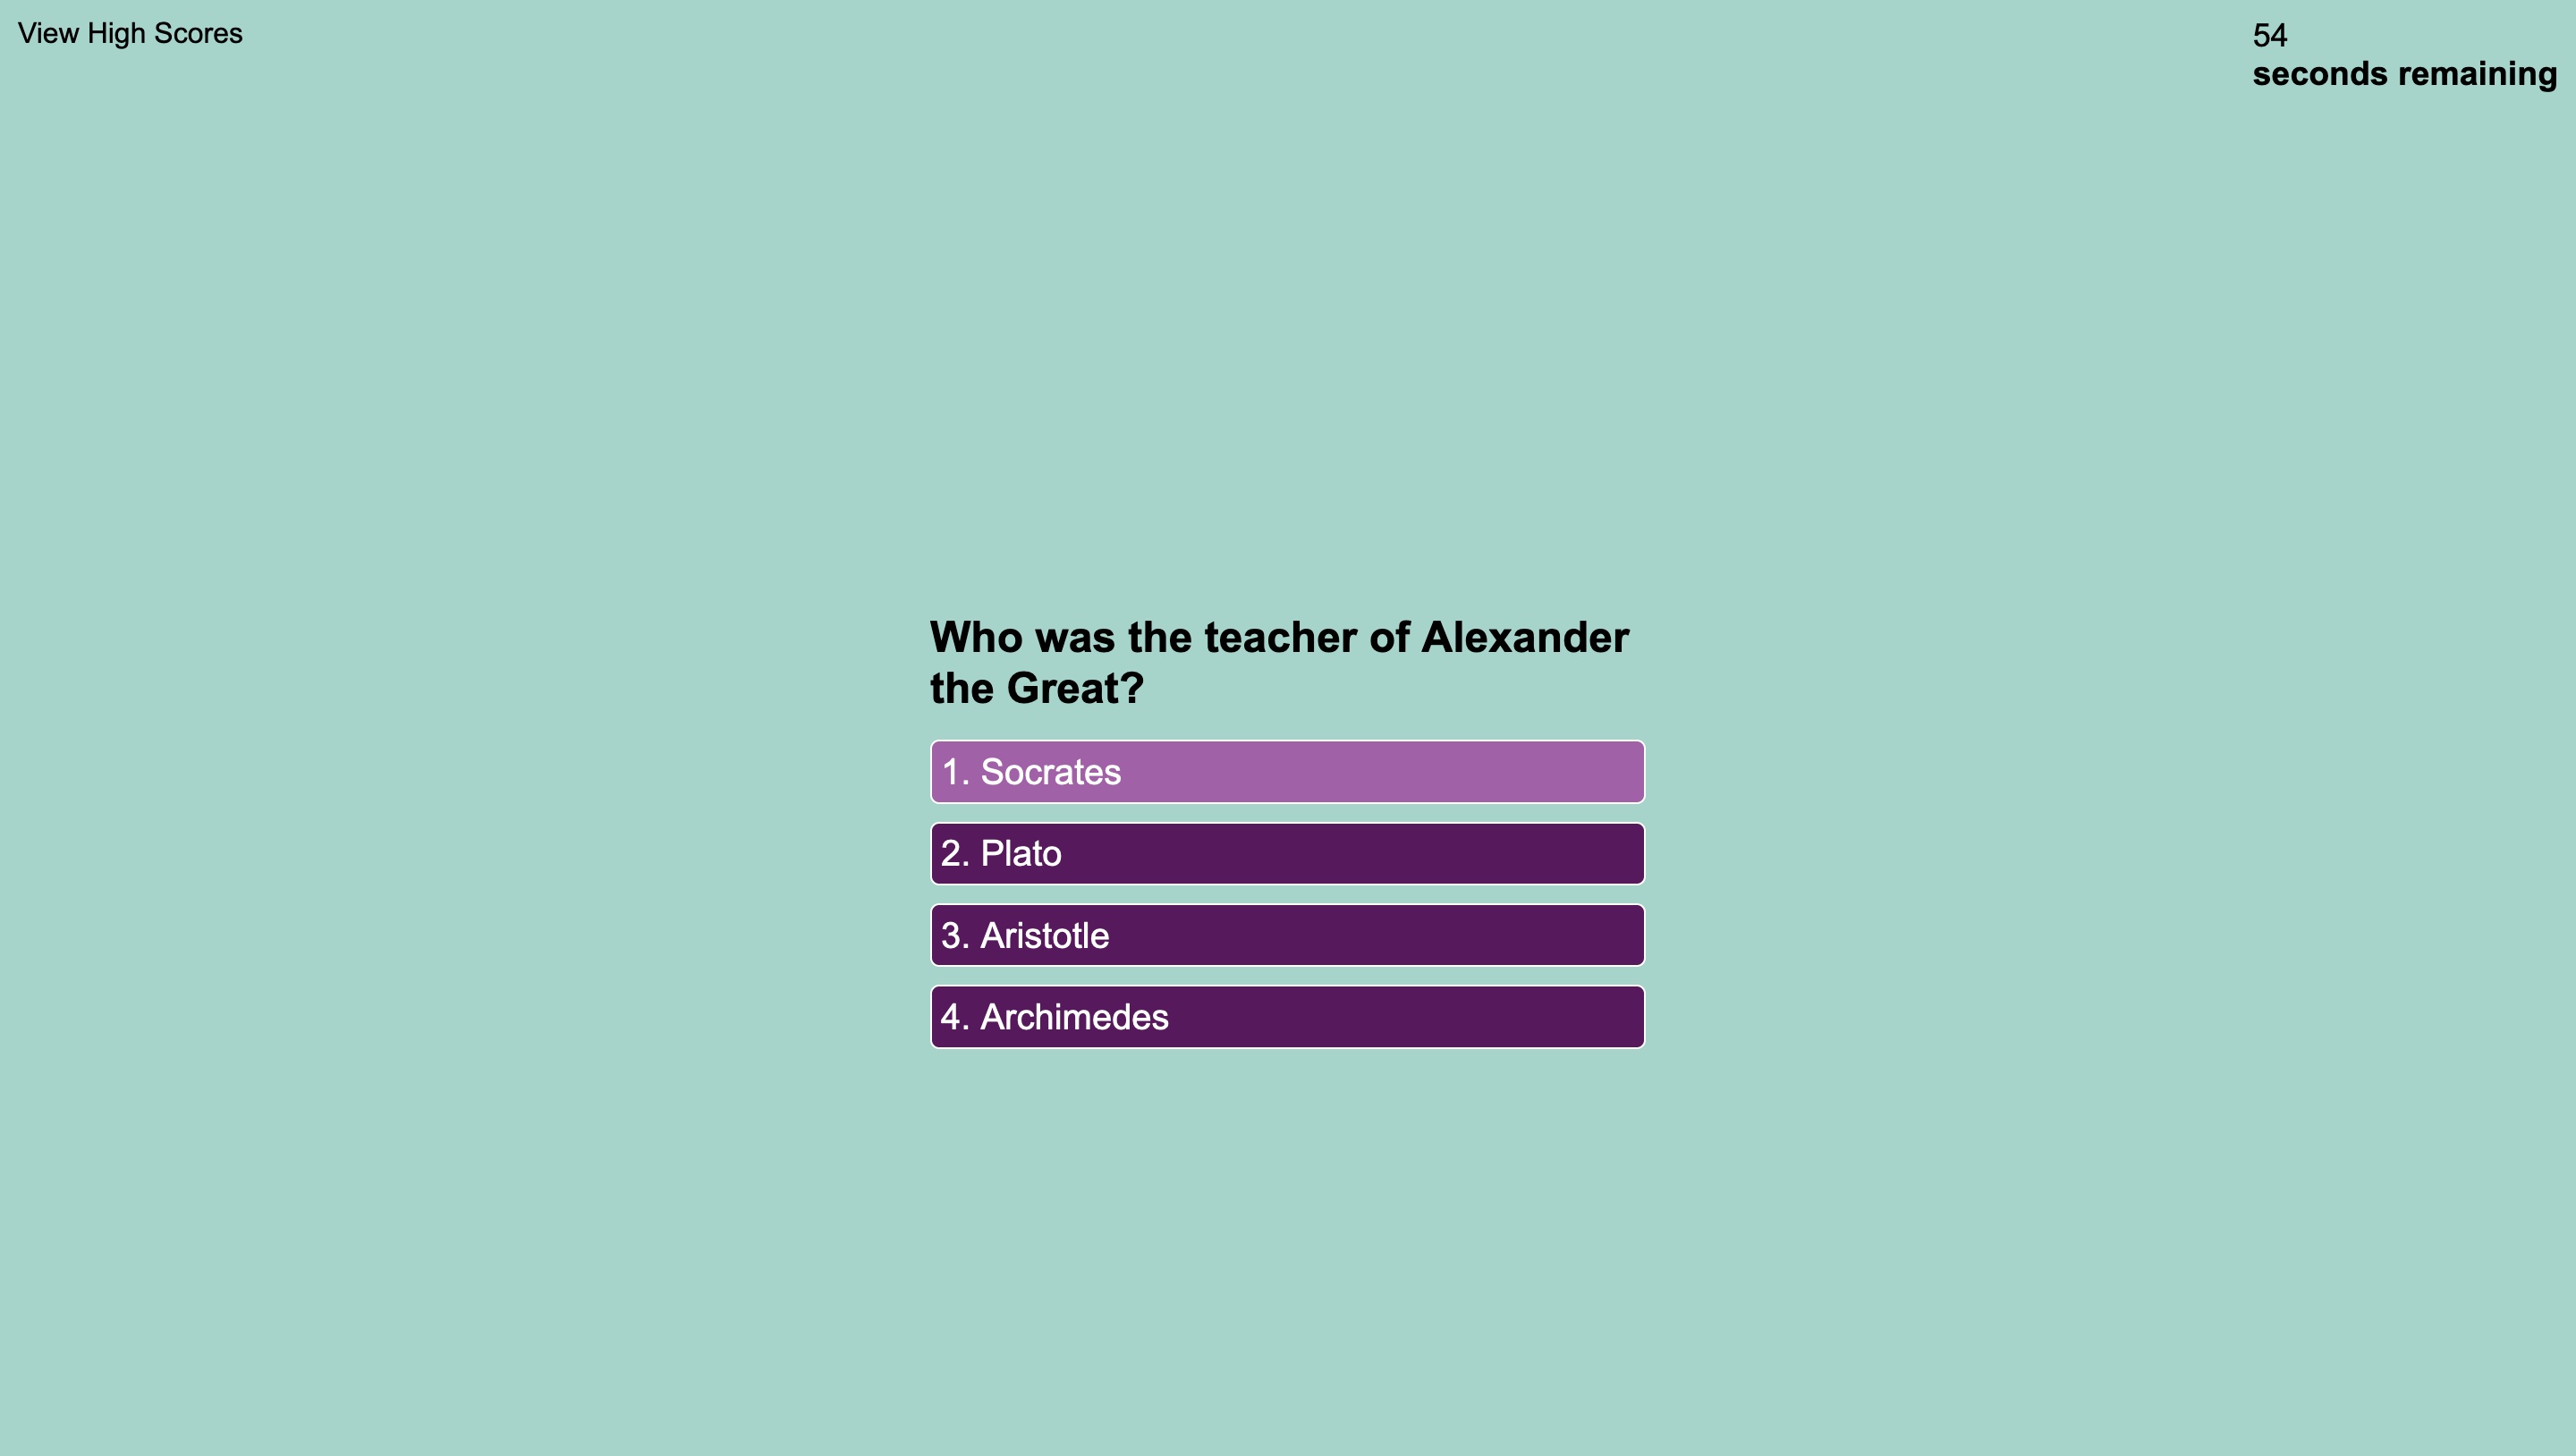 View High Scores
54
seconds remaining
Who was the teacher of Alexander
the Great?
1. Socrates
2. Plato
3. Aristotle
4. Archimedes